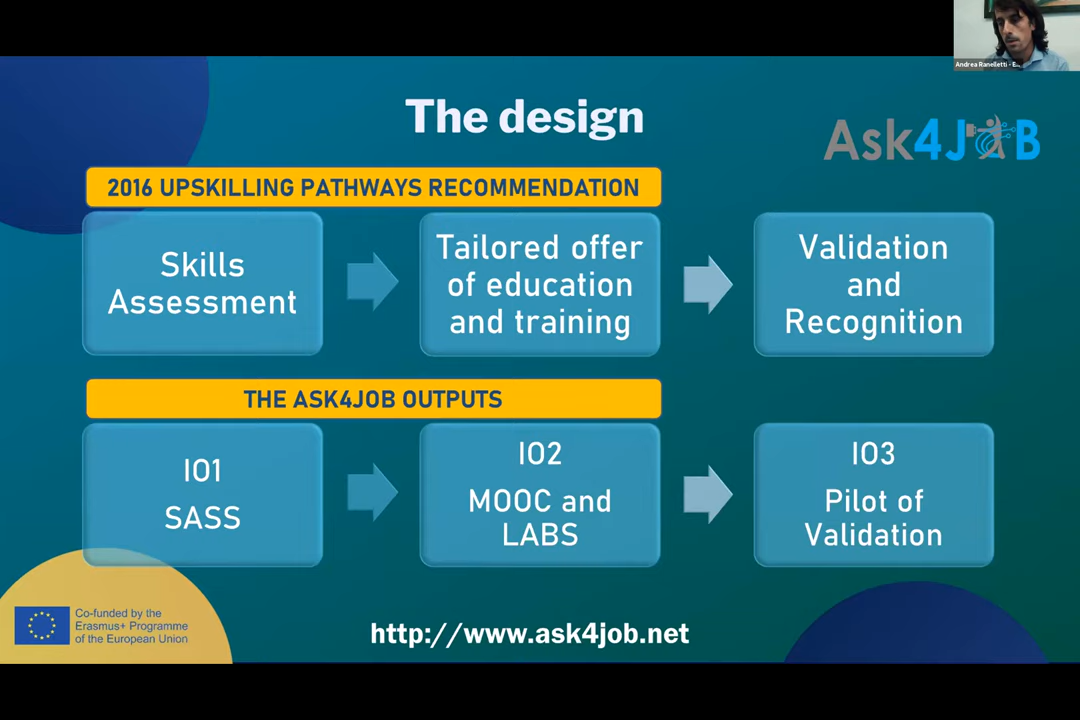 Andrea Ranelletti - E...
The design
Ask4JOB
2016 UPSKILLING PATHWAYS RECOMMENDATION
Skills
Assessment
Tailored offer
of education
and training
Validation
and
Recognition
THE ASK4JOB OUTPUTS
IO1
SASS
IO2
MOOC and
LABS
IO3
Pilot of
Validation
Co-funded by the
Erasmus+ Programme
of the European Union
http://www.ask4job.net